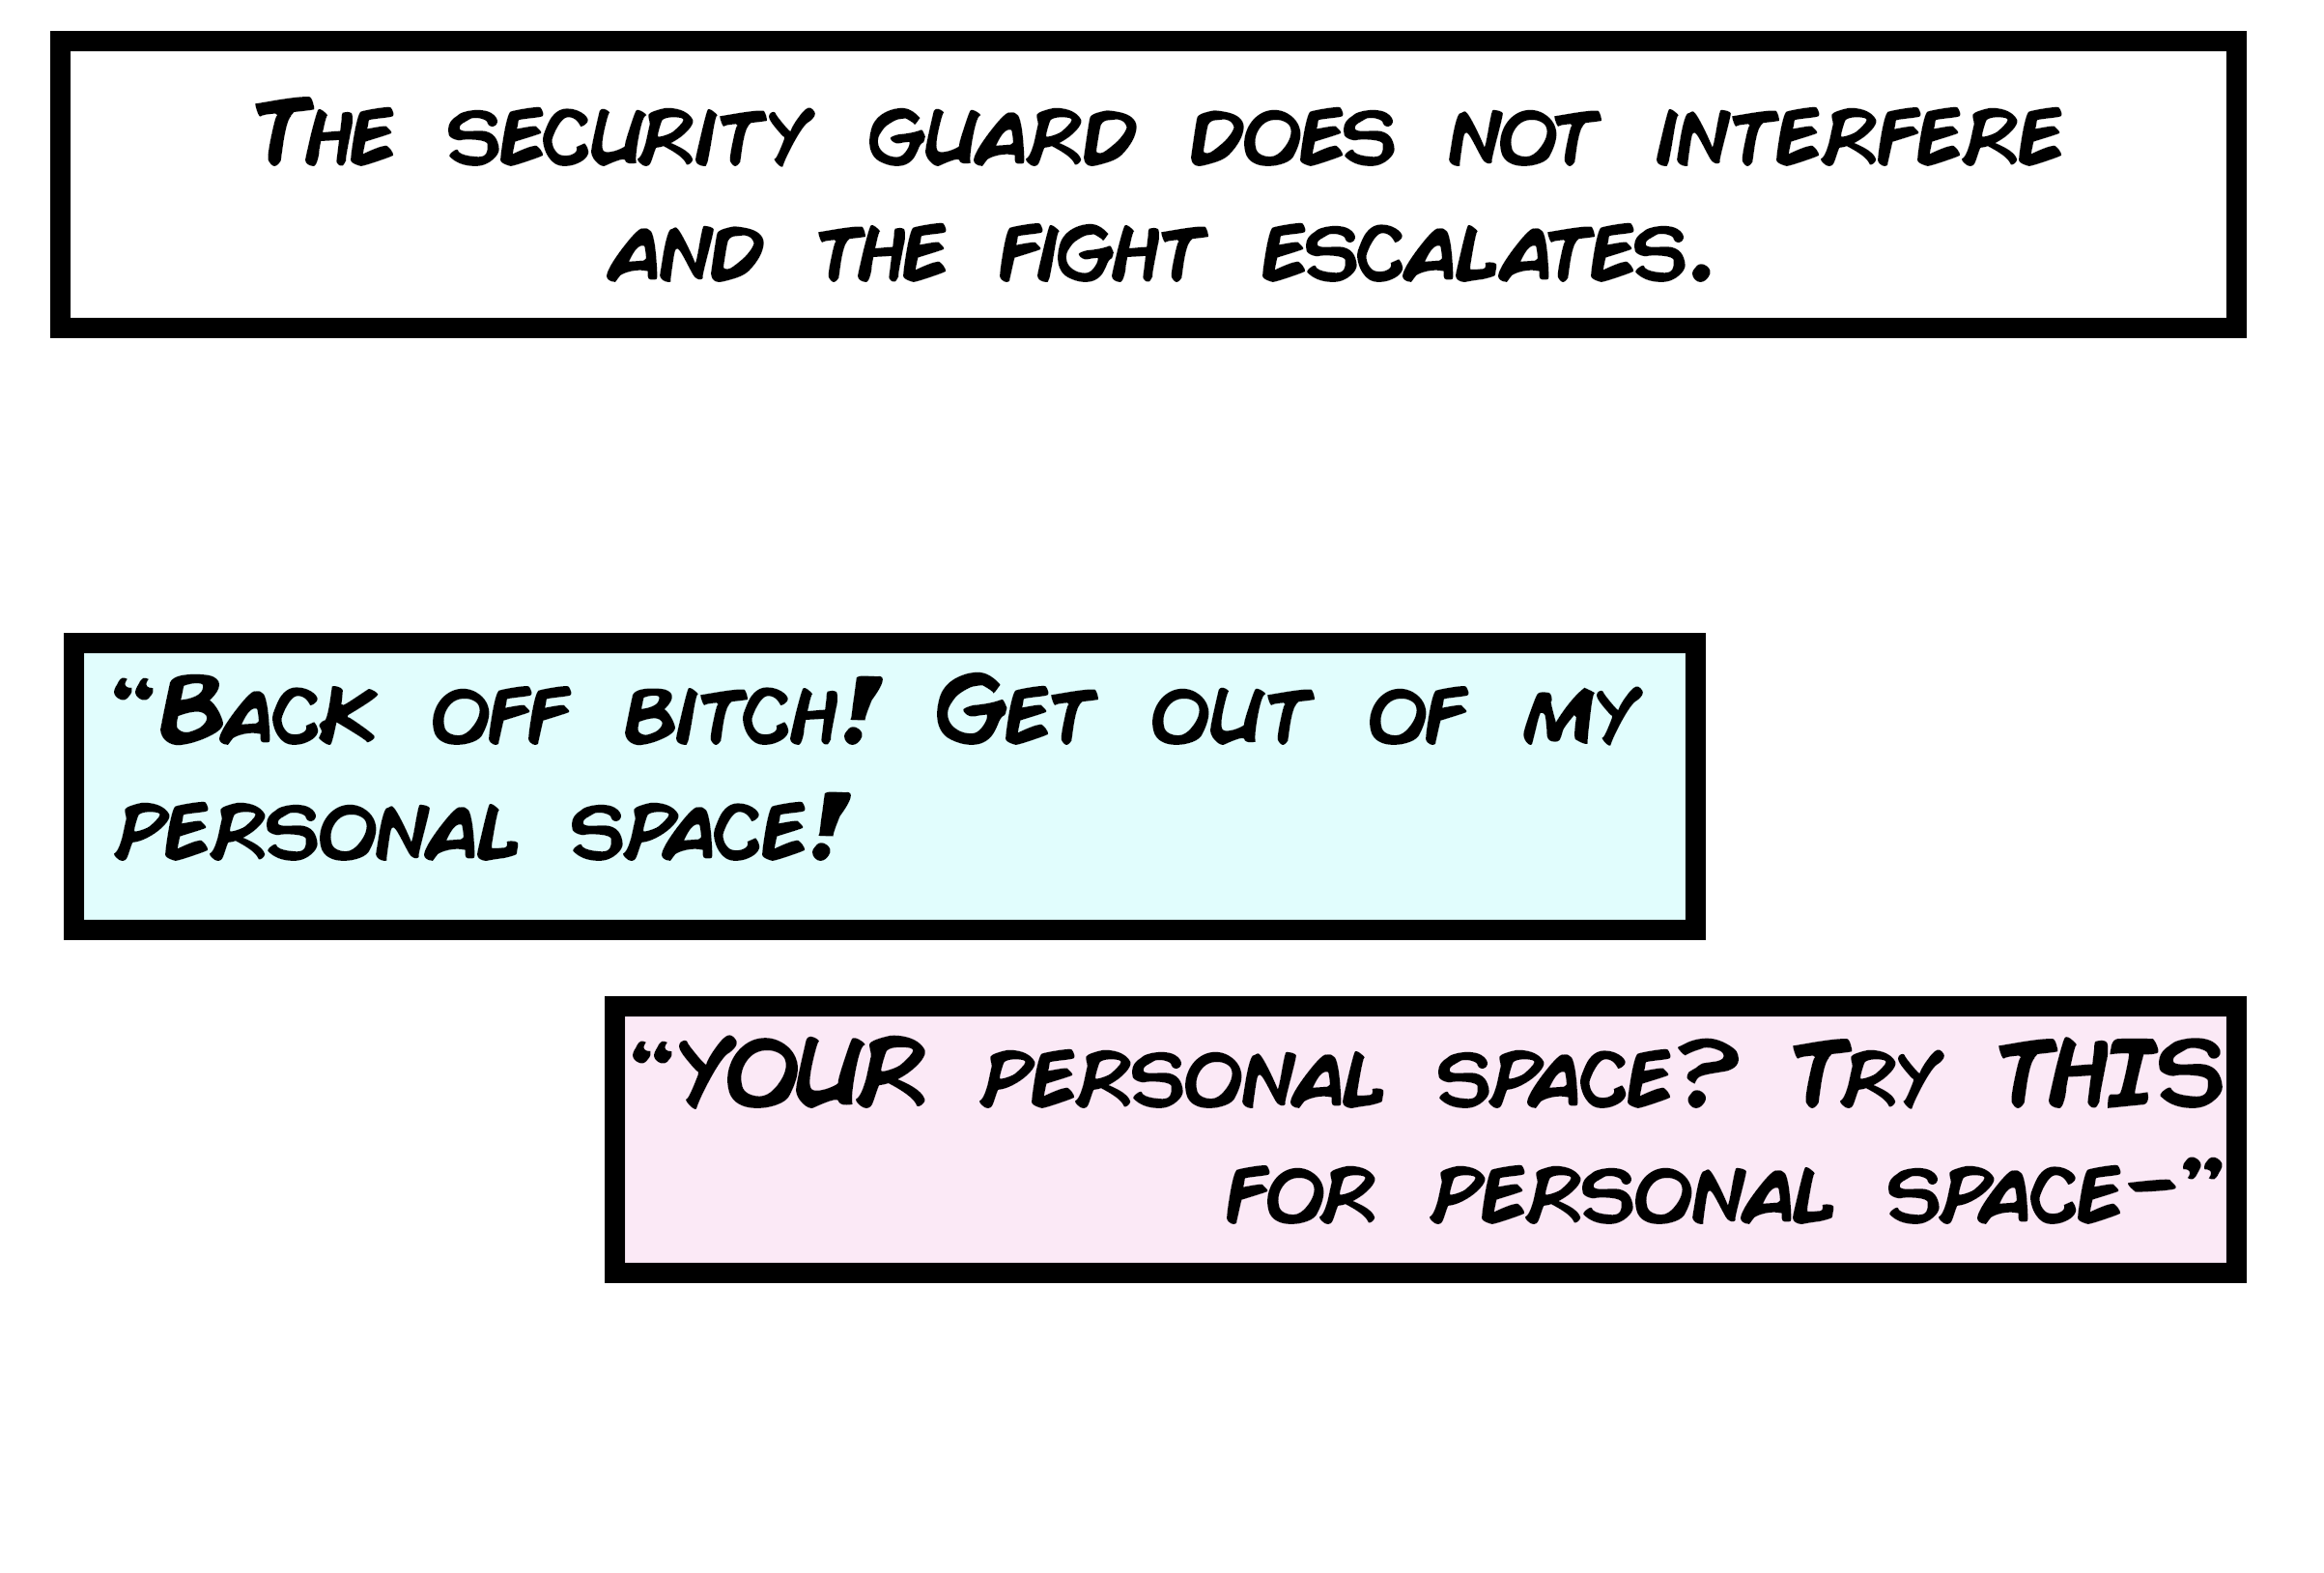 The security guard does not interfere
and the fight escalates.
“Back off bitch! Get out of my
personal space!
“YOUR personal space? Try THIS
for personal space—”